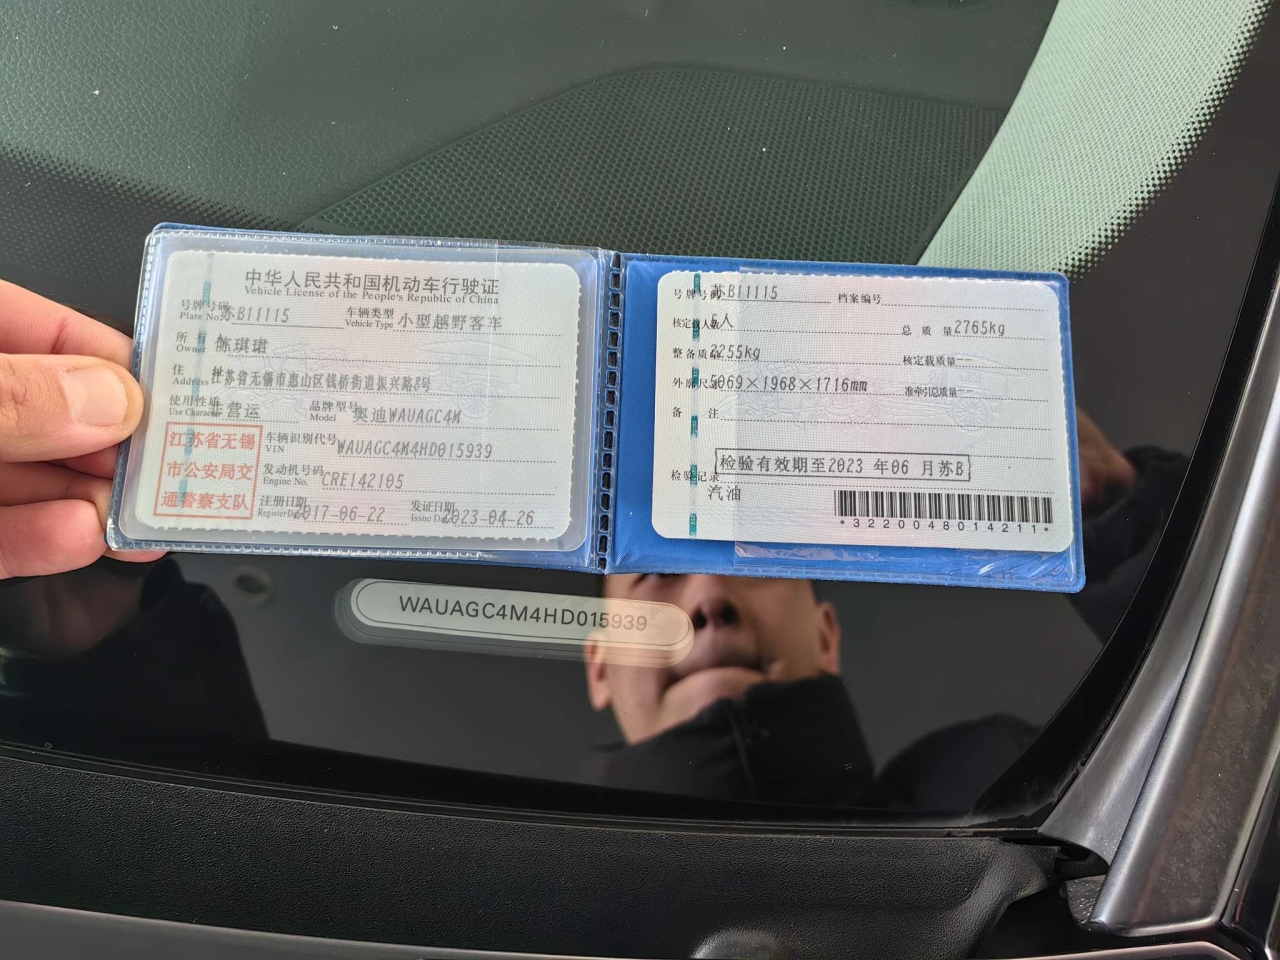 中华人民共和国机动车行驶证
Vehicle License of the People's Republic of China
号牌号码 苏B11115 车辆类型 小型越野客车
Plate No. Vehicle Type
所有人 陈琪珺
Owner
住址 江苏省无锡市惠山区钱桥街道振兴路8号
Address
使用性质 非营运 品牌型号 奥迪WAUAGC4M
Use Character Model
江苏省无锡
市公安局交
通警察支队
车辆识别代号 WAUAGC4M4HD015939
VIN
发动机号码 CRE142105
Engine No.
注册日期 2017-06-22 发证日期 2023-04-26
Register Date Issue Date
号牌号码 苏B11115 档案编号
核定载人数 5人 总质量 2765kg
整备质量 2255kg 核定载质量 --
外廓尺寸 5069×1968×1716mm 准牵引总质量 --
备注
检验有效期至2023 年06 月苏B
检验记录
汽油
*3220048014211*
WAUAGC4M4HD015939